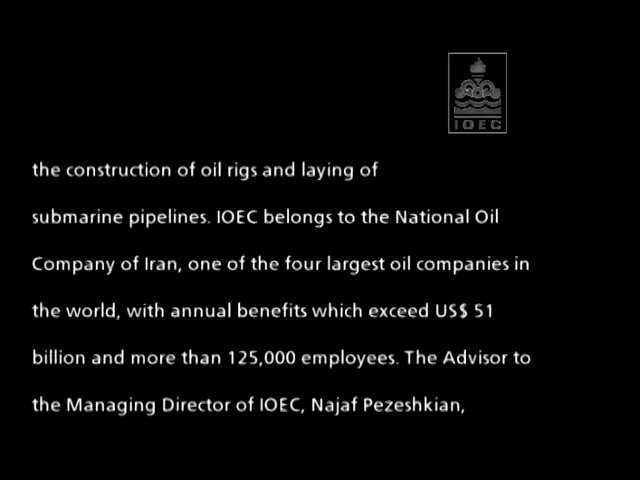 IOEC
the construction of oil rigs and laying of
submarine pipelines. IOEC belongs to the National Oil
Company of Iran, one of the four largest oil companies in
the world, with annual benefits which exceed US$ 51
billion and more than 125,000 employees. The Advisor to
the Managing Director of IOEC, Najaf Pezeshkian,